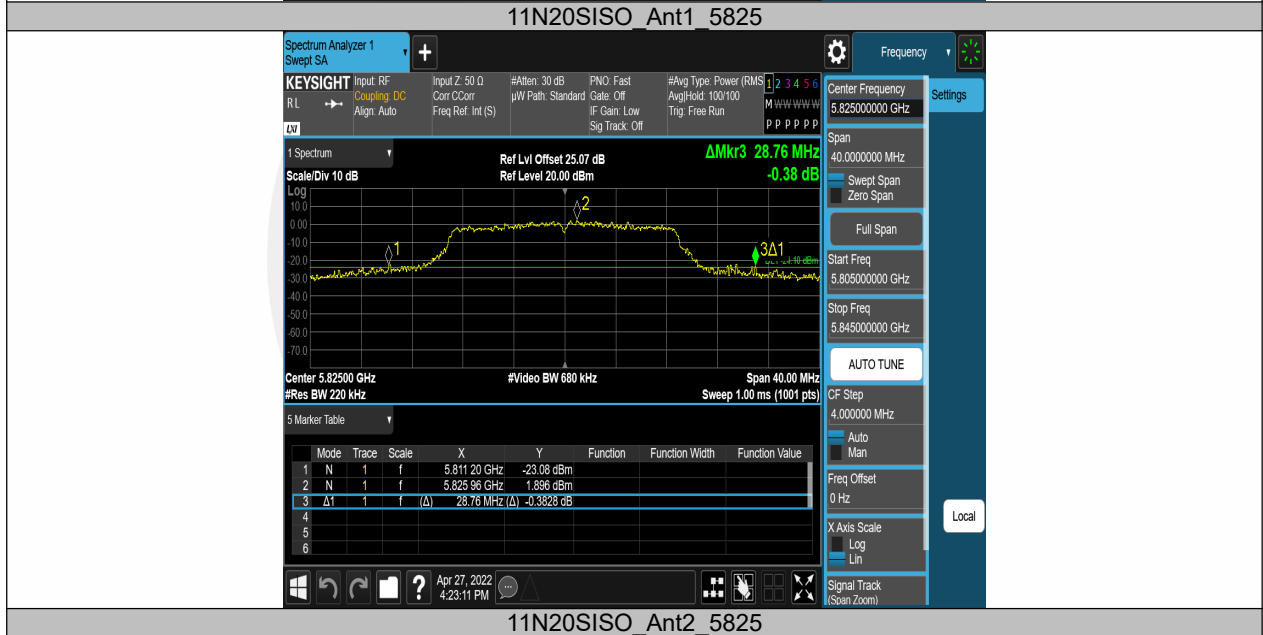 11N20SISO_Ant1_5825
Spectrum Analyzer 1
Swept SA
+
Frequency
KEYSIGHT
Input: RF
Coupling: DC
Align: Auto
Input Z: 50 Ω
Corr CCorr
Freq Ref: Int (S)
#Atten: 30 dB
µW Path: Standard
PNO: Fast
Gate: Off
IF Gain: Low
Sig Track: Off
#Avg Type: Power (RMS
Avg|Hold: 100/100
Trig: Free Run
1 2 3 4 5 6
M W W W W W
P P P P P P
RL
LXI
Center Frequency
5.825000000 GHz
Settings
1 Spectrum
Scale/Div 10 dB
Ref Lvl Offset 25.07 dB
Ref Level 20.00 dBm
ΔMkr3 28.76 MHz
-0.38 dB
Span
40.0000000 MHz
Swept Span
Zero Span
Full Span
Start Freq
5.805000000 GHz
Stop Freq
5.845000000 GHz
AUTO TUNE
CF Step
4.000000 MHz
Auto
Man
Freq Offset
0 Hz
X Axis Scale
Log
Lin
Signal Track
(Span Zoom)
Local
Log
10.0
0.00
-10.0
-20.0
-30.0
-40.0
-50.0
-60.0
-70.0
1
2
3Δ1
Center 5.82500 GHz
#Video BW 680 kHz
Span 40.00 MHz
#Res BW 220 kHz
Sweep 1.00 ms (1001 pts)
5 Marker Table
Mode Trace Scale X Y Function Function Width Function Value
1 N 1 f 5.811 20 GHz -23.08 dBm
2 N 1 f 5.825 96 GHz 1.896 dBm
3 Δ1 1 f (Δ) 28.76 MHz (Δ) -0.3828 dB
4
5
6
?
Apr 27, 2022
4:23:11 PM
11N20SISO_Ant2_5825